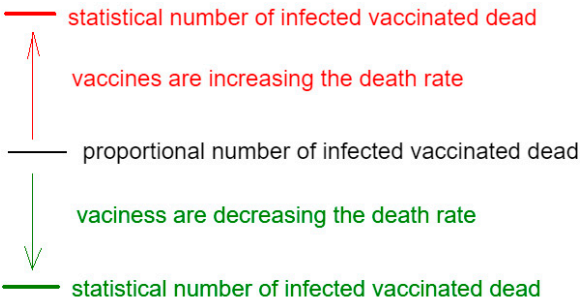 statistical number of infected vaccinated dead
vaccines are increasing the death rate
proportional number of infected vaccinated dead
vaciness are decreasing the death rate
statistical number of infected vaccinated dead